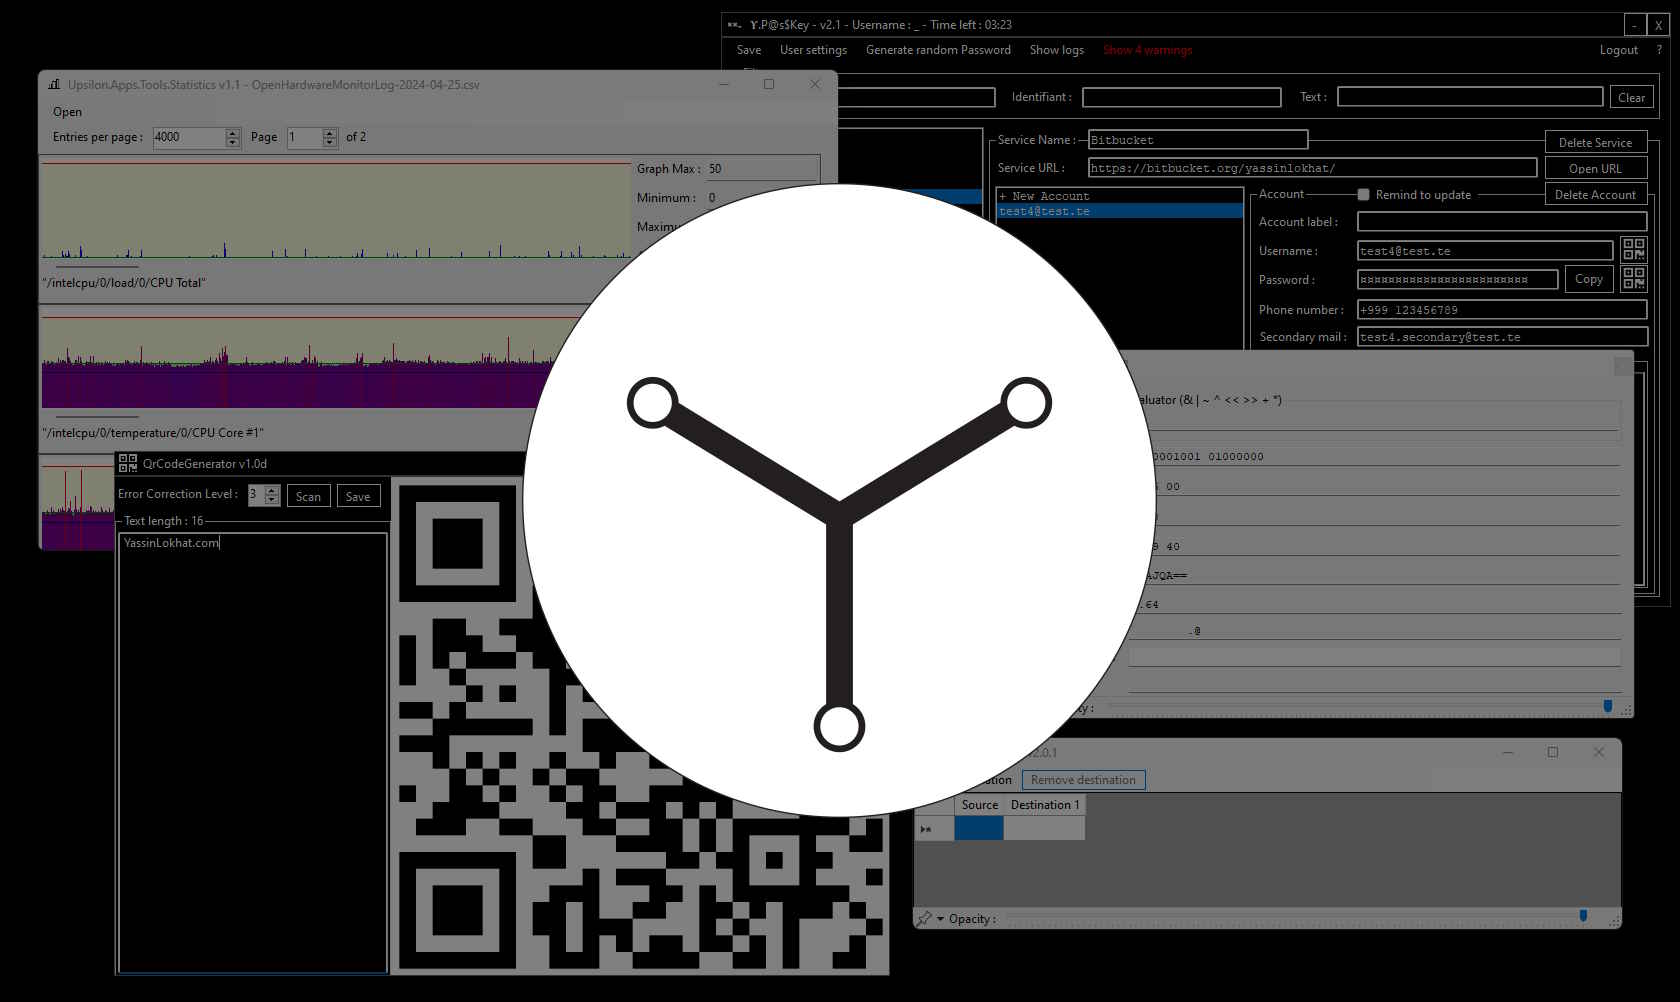 ϒ.P@s$Key - v2.1 - Username : _ - Time left : 03:23
- X
Save User settings Generate random Password Show logs Show 4 warnings Logout ?
Identifiant : Text : Clear
Service Name : Bitbucket Delete Service
Service URL : https://bitbucket.org/yassinlokhat/ Open URL
+ New Account
test4@test.te
Account Remind to update Delete Account
Account label :
Username : test4@test.te
Password : ¤¤¤¤¤¤¤¤¤¤¤¤¤¤¤¤¤¤¤¤¤¤¤¤ Copy
Phone number : +999 123456789
Secondary mail : test4.secondary@test.te
Upsilon.Apps.Tools.Statistics v1.1 - OpenHardwareMonitorLog-2024-04-25.csv
Open
Entries per page : 4000 Page 1 of 2
Graph Max : 50
Minimum : 0
Maximu
"/intelcpu/0/load/0/CPU Total"
"/intelcpu/0/temperature/0/CPU Core #1"
QrCodeGenerator v1.0d
Error Correction Level : 3 Scan Save
Text length : 16
YassinLokhat.com
aluator (& | ~ ^ << >> + *)
0001001 01000000
00
9 40
AJQA==
.€4
.@
ty :
v2.0.1
ation Remove destination
Source Destination 1
Opacity :